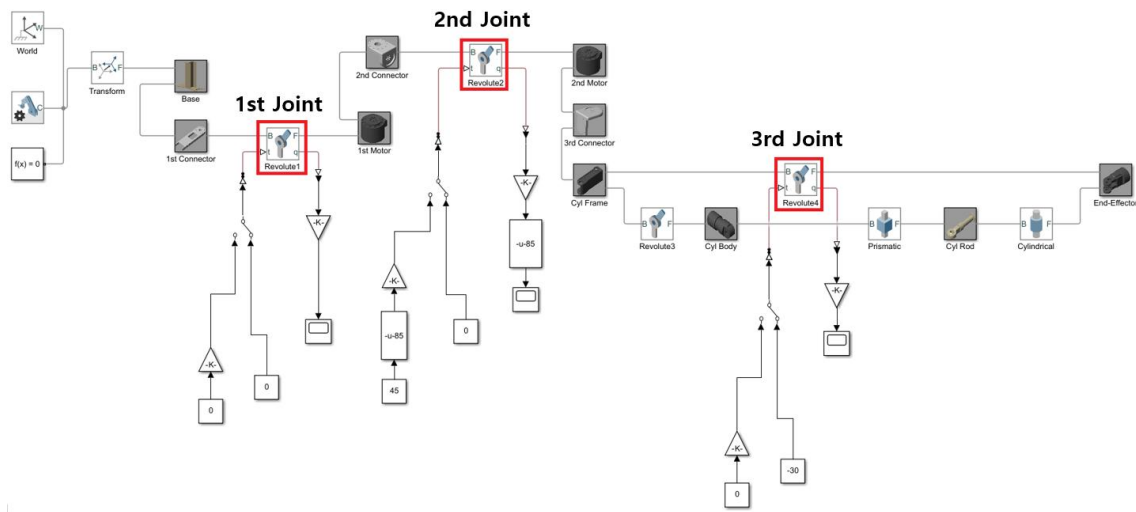 2nd Joint
W
World
C
f(x) = 0
B F
Transform
Base
1st Connector
1st Joint
B F
t q
Revolute1
1st Motor
2nd Connector
B F
t q
Revolute2
2nd Motor
3rd Connector
Cyl Frame
3rd Joint
B F
t q
Revolute4
B F
Revolute3
Cyl Body
B F
Prismatic
Cyl Rod
B F
Cylindrical
End-Effector
-K-
-K-
0
0
-K-
-u-85
-K-
-u-85
45
0
-K-
-K-
0
-30